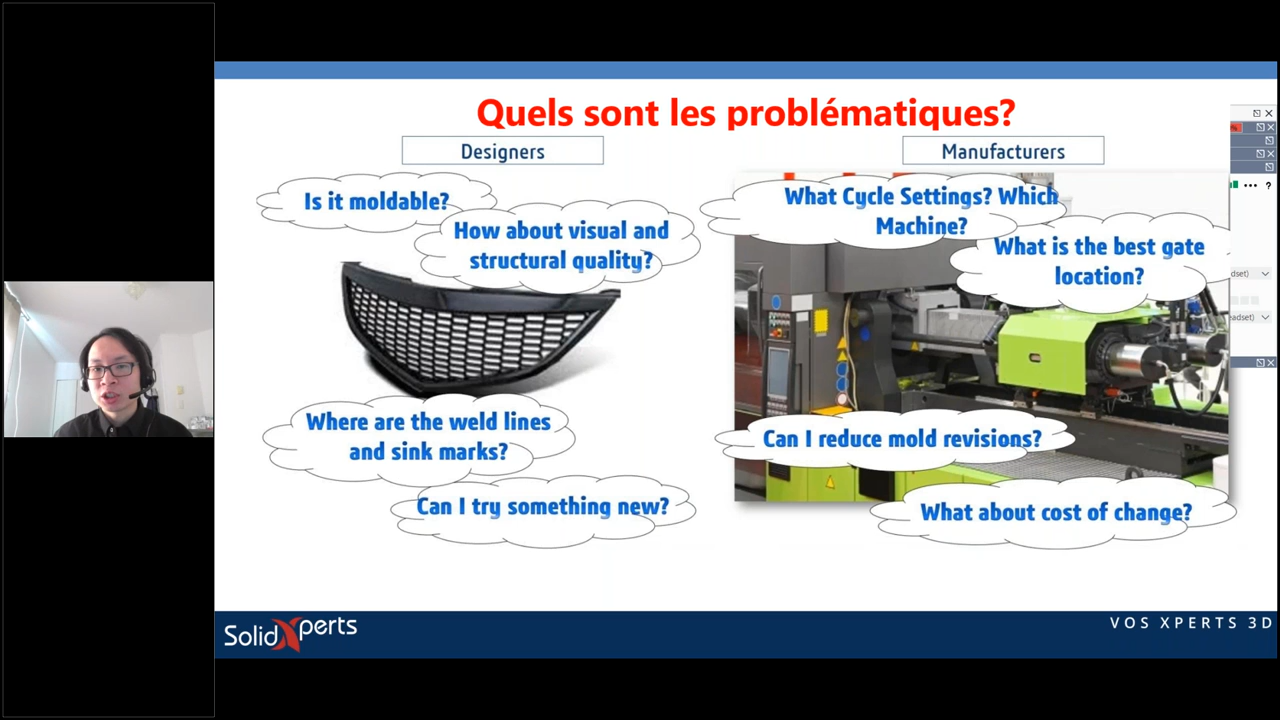 Quels sont les problématiques?
Designers
Is it moldable?
How about visual and
structural quality?
Where are the weld lines
and sink marks?
Can I try something new?
Manufacturers
What Cycle Settings? Which
Machine?
What is the best gate
location?
Can I reduce mold revisions?
What about cost of change?
%
?
dset)
eadset)
SolidXperts
VOS XPERTS 3D